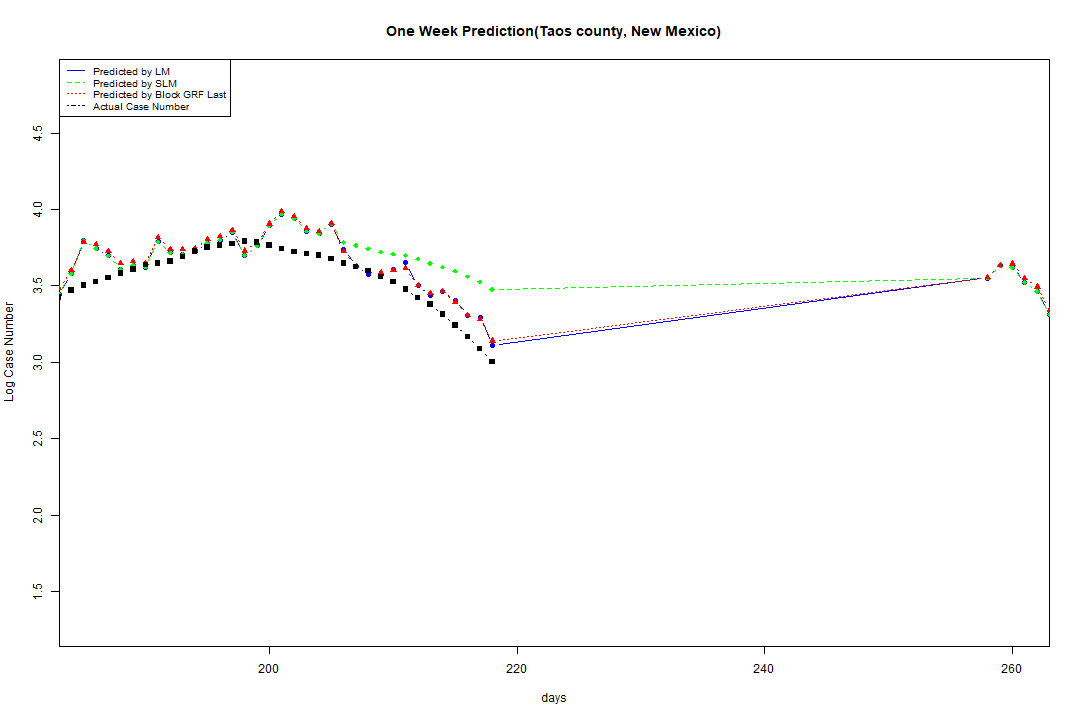 One Week Prediction(Taos county, New Mexico)
Predicted by LM
Predicted by SLM
Predicted by Block GRF Last
Actual Case Number
4.5
4.0
3.5
3.0
2.5
2.0
1.5
Log Case Number
200 220 240 260
days